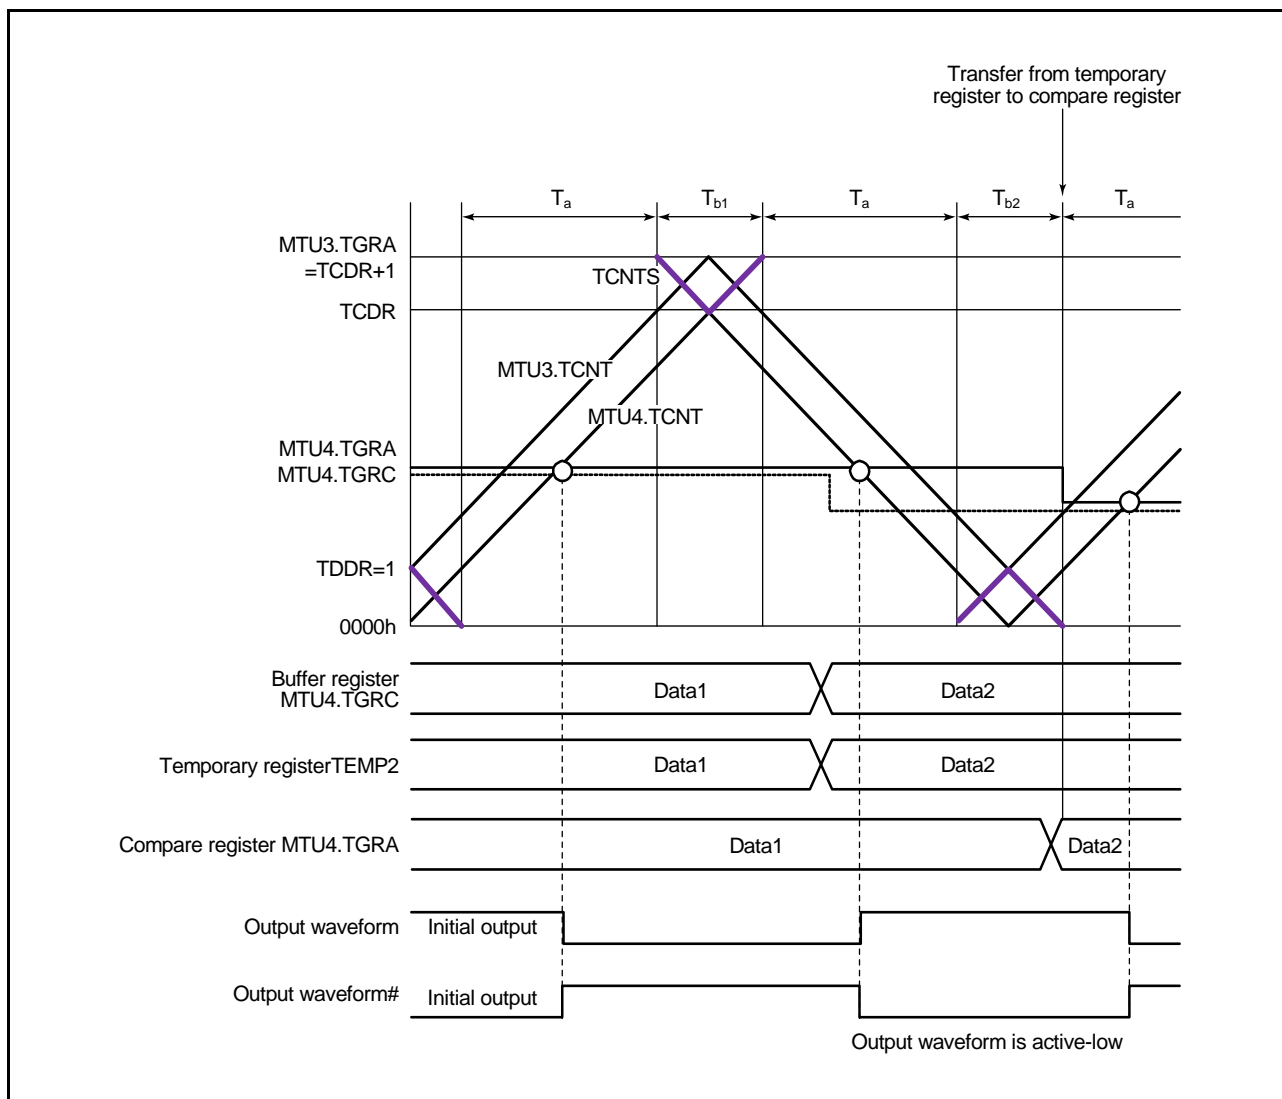 Transfer from temporary
register to compare register
Ta
Tb1
Ta
Tb2
Ta
MTU3.TGRA
=TCDR+1
TCNTS
TCDR
MTU3.TCNT
MTU4.TCNT
MTU4.TGRA
MTU4.TGRC
TDDR=1
0000h
Buffer register
MTU4.TGRC
Data1
Data2
Temporary registerTEMP2
Data1
Data2
Compare register MTU4.TGRA
Data1
Data2
Output waveform
Initial output
Output waveform#
Initial output
Output waveform is active-low